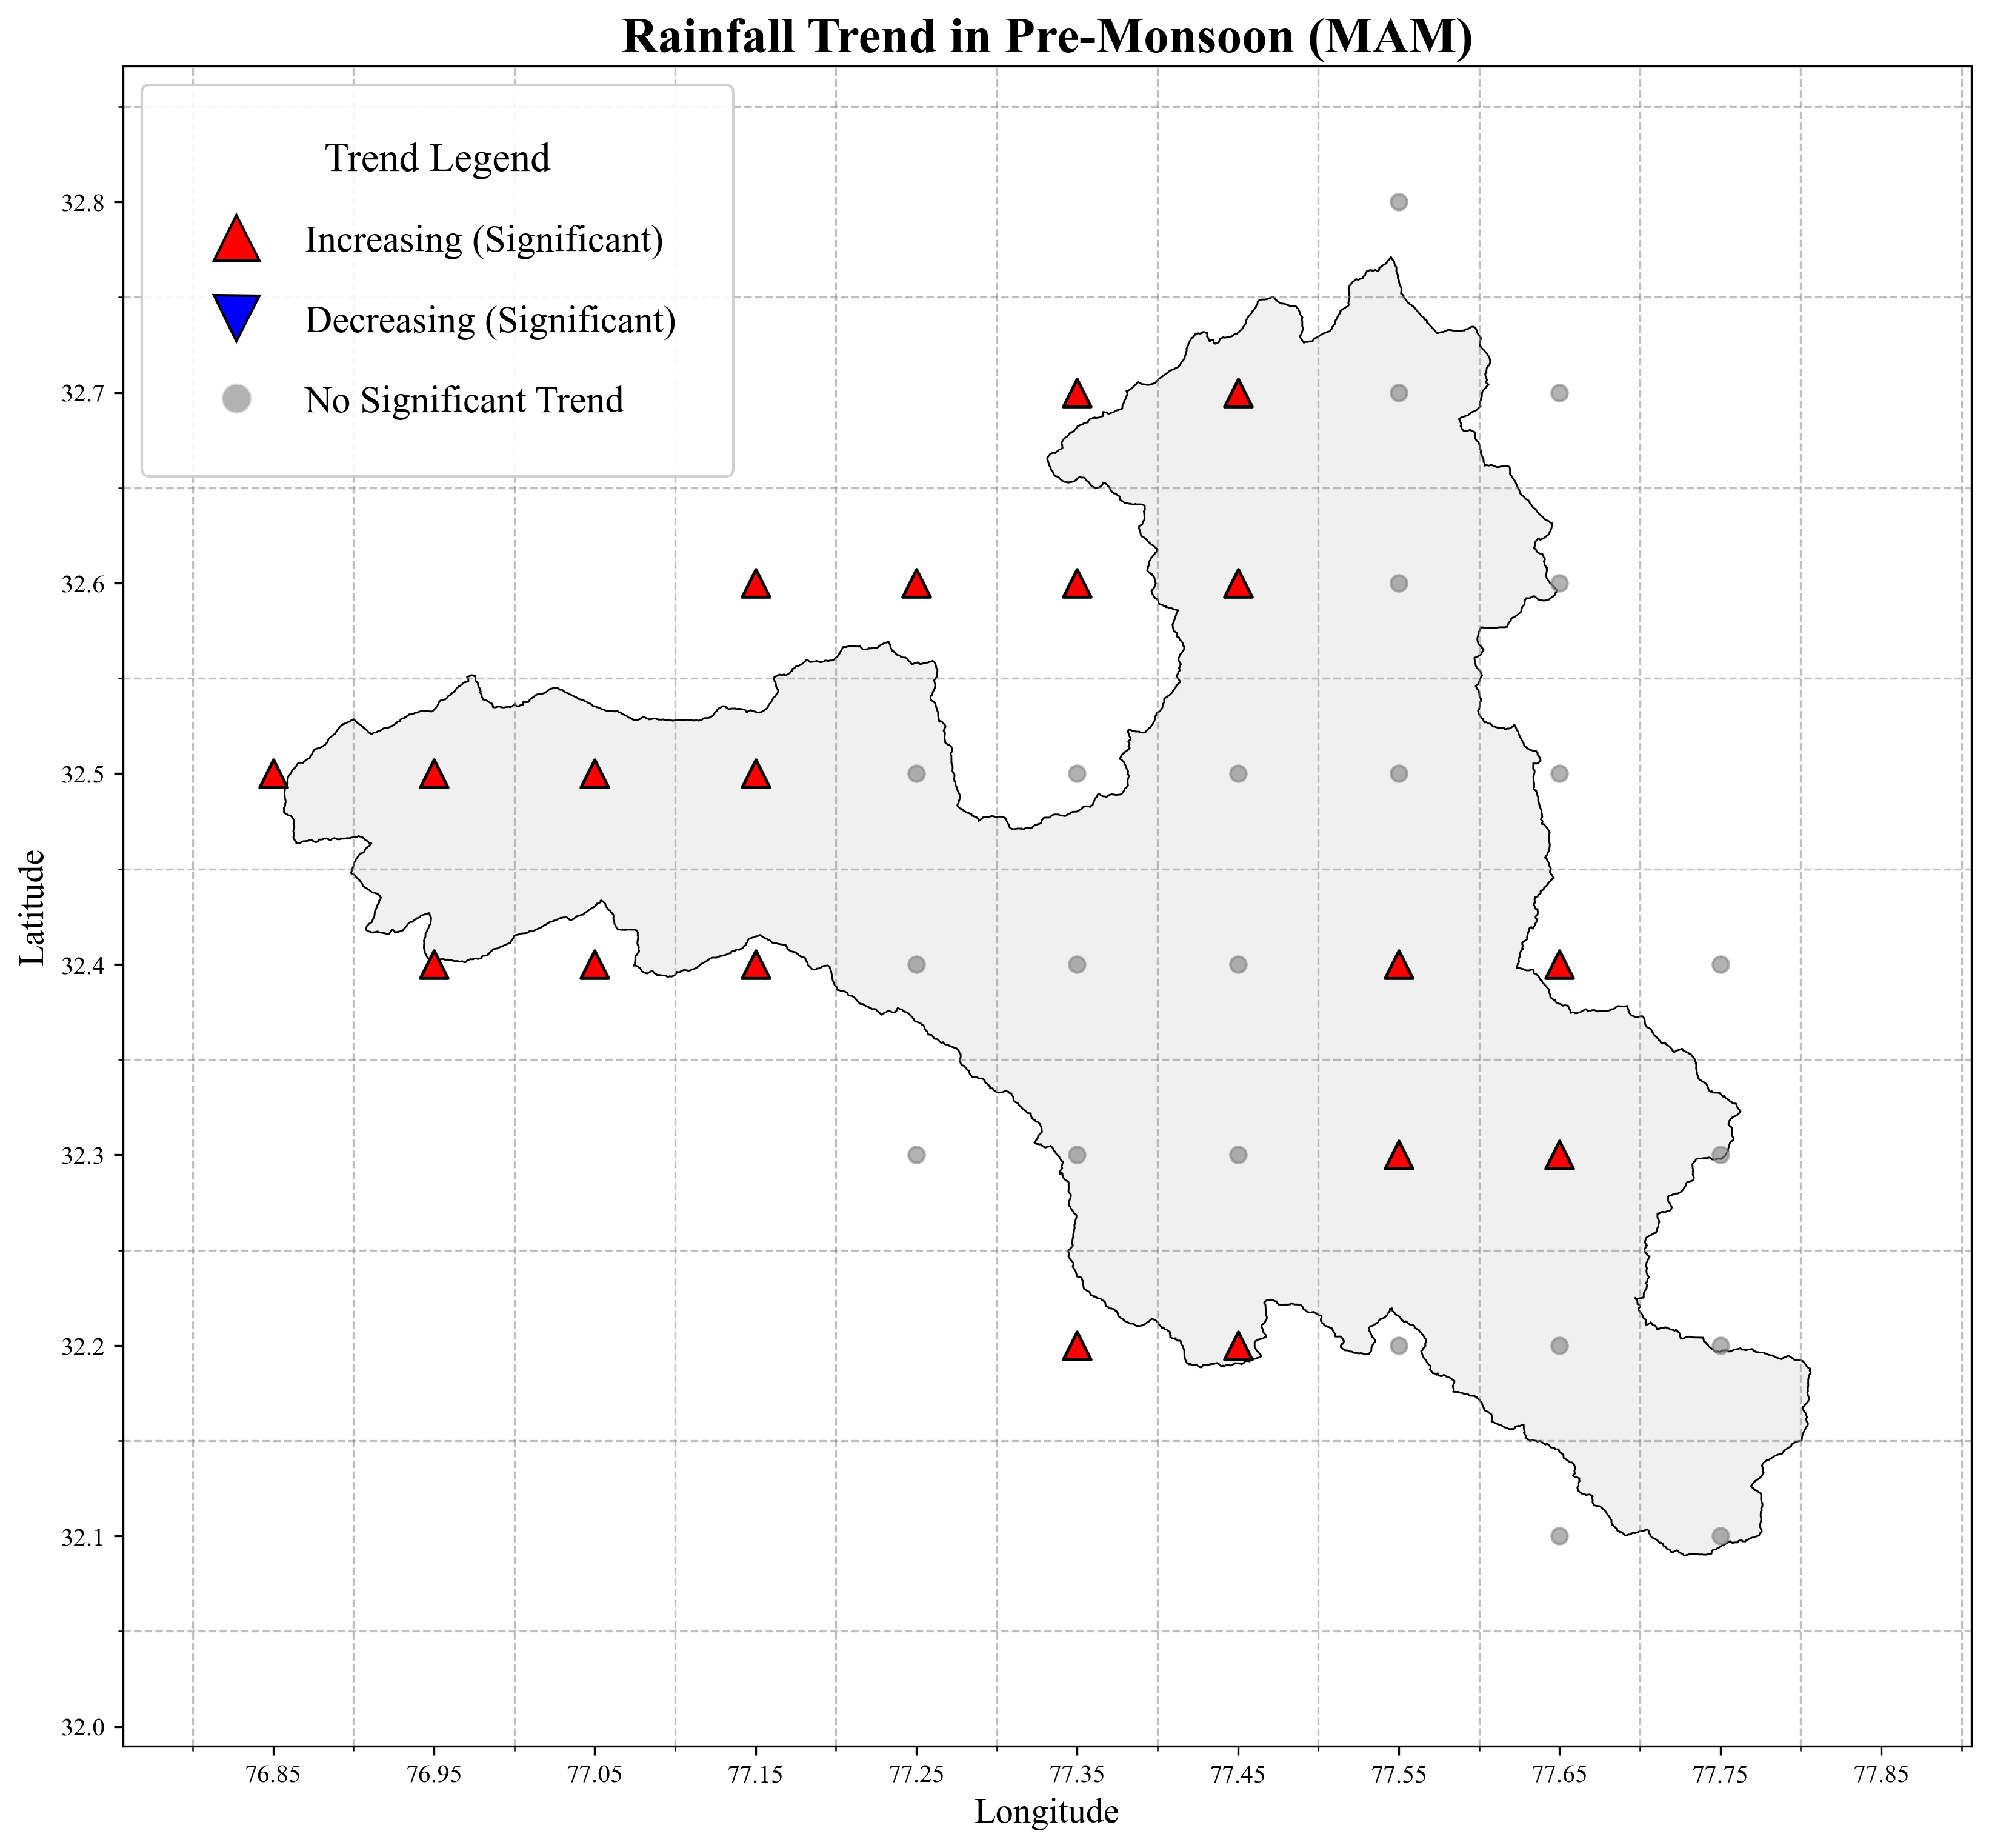 Rainfall Trend in Pre-Monsoon (MAM)
Trend Legend
Increasing (Significant)
Decreasing (Significant)
No Significant Trend
32.8
32.7
32.6
32.5
32.4
32.3
32.2
32.1
32.0
Latitude
76.85 76.95 77.05 77.15 77.25 77.35 77.45 77.55 77.65 77.75 77.85
Longitude